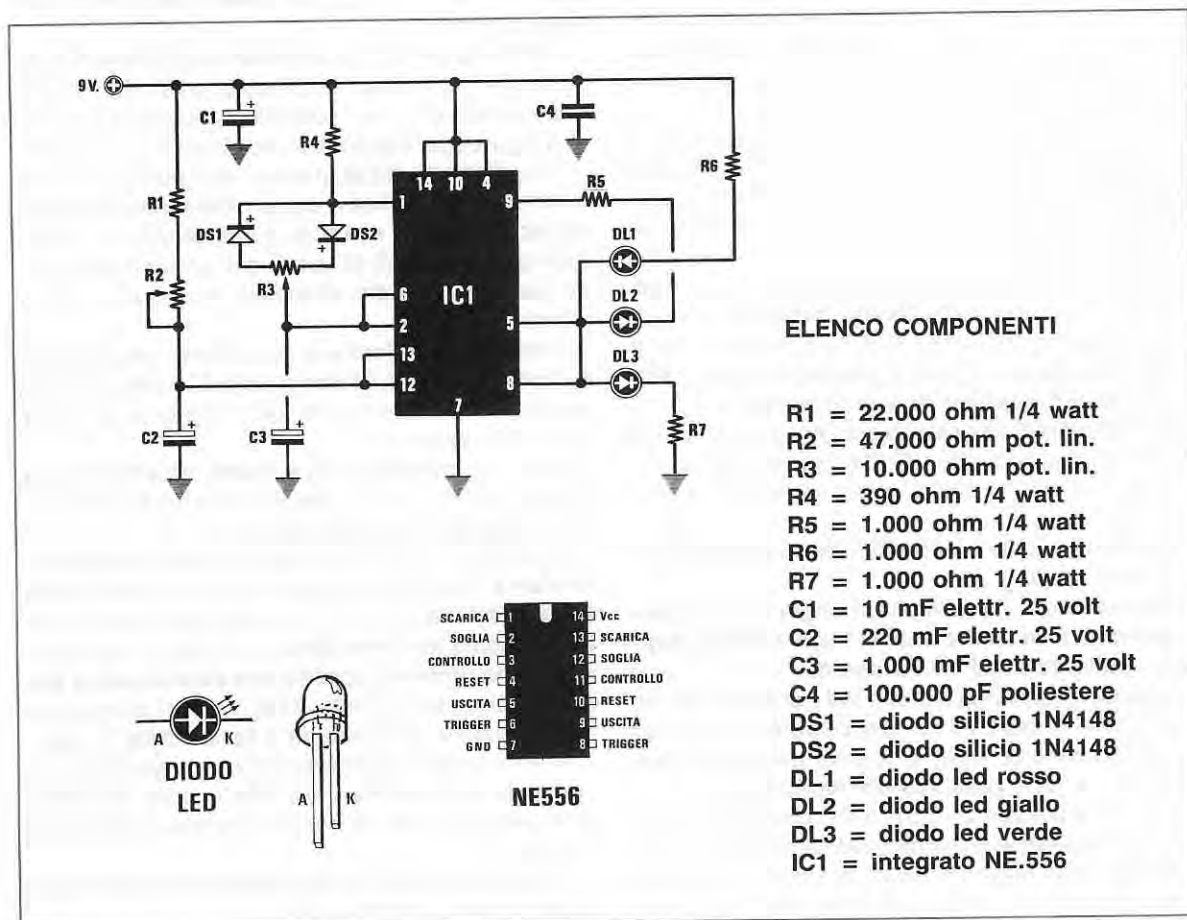 9V.
C1
C4
R4
R6
R1
14 10 4
1
9
R5
DS1
DS2
DL1
R2
R3
6
IC1
2
5
DL2
13
12
8
DL3
7
C2
C3
R7
ELENCO COMPONENTI
R1 = 22.000 ohm 1/4 watt
R2 = 47.000 ohm pot. lin.
R3 = 10.000 ohm pot. lin.
R4 = 390 ohm 1/4 watt
R5 = 1.000 ohm 1/4 watt
R6 = 1.000 ohm 1/4 watt
R7 = 1.000 ohm 1/4 watt
C1 = 10 mF elettr. 25 volt
C2 = 220 mF elettr. 25 volt
C3 = 1.000 mF elettr. 25 volt
C4 = 100.000 pF poliestere
DS1 = diodo silicio 1N4148
DS2 = diodo silicio 1N4148
DL1 = diodo led rosso
DL2 = diodo led giallo
DL3 = diodo led verde
IC1 = integrato NE.556
A K
DIODO
LED
A K
SCARICA 1 14 Vcc
SOGLIA 2 13 SCARICA
CONTROLLO 3 12 SOGLIA
RESET 4 11 CONTROLLO
USCITA 5 10 RESET
TRIGGER 6 9 USCITA
GND 7 8 TRIGGER
NE556